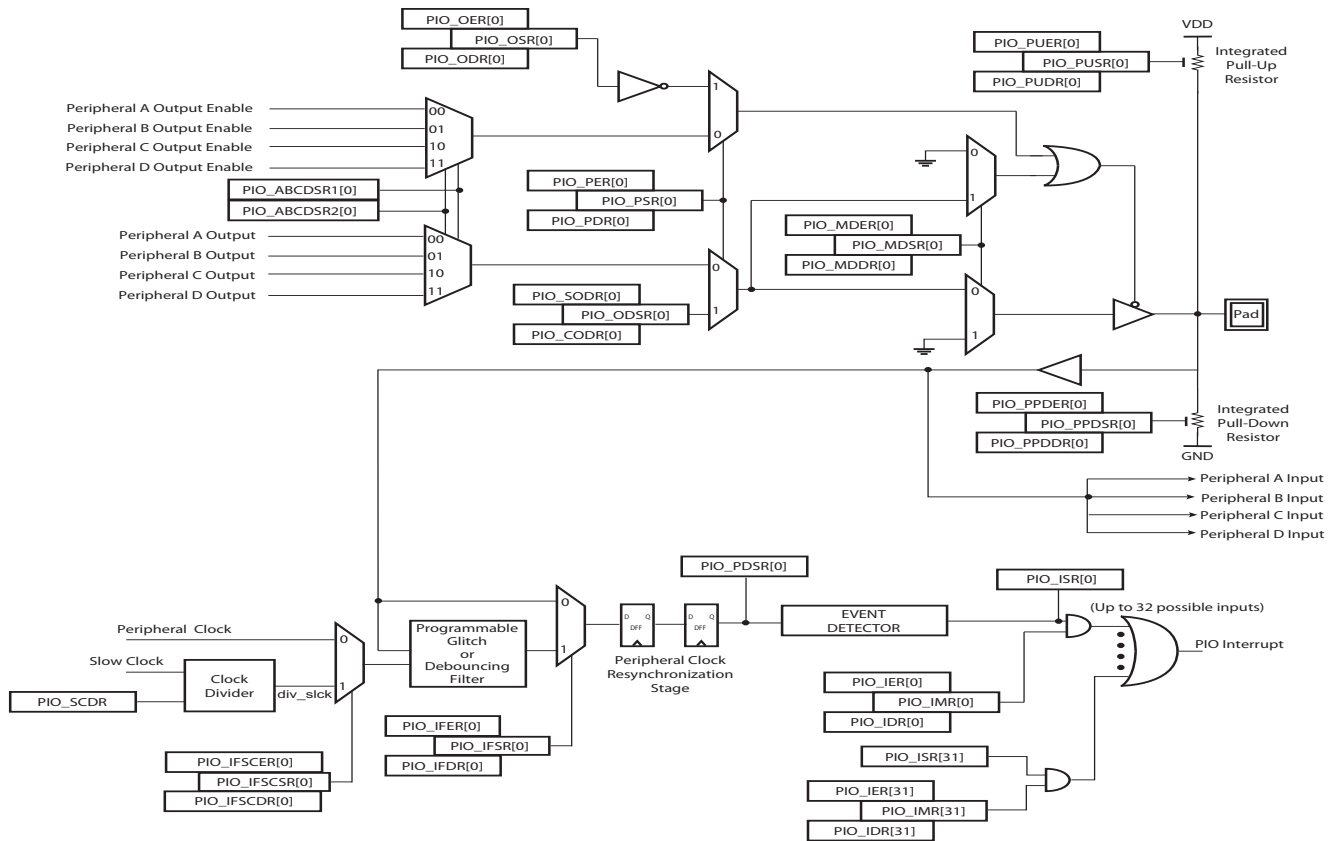 PIO_OER[0]
PIO_OSR[0]
PIO_ODR[0]
Peripheral A Output Enable
Peripheral B Output Enable
Peripheral C Output Enable
Peripheral D Output Enable
00
01
10
11
1
0
PIO_ABCDSR1[0]
PIO_ABCDSR2[0]
Peripheral A Output
Peripheral B Output
Peripheral C Output
Peripheral D Output
00
01
10
11
PIO_PER[0]
PIO_PSR[0]
PIO_PDR[0]
0
1
PIO_SODR[0]
PIO_ODSR[0]
PIO_CODR[0]
0
1
PIO_MDER[0]
PIO_MDSR[0]
PIO_MDDR[0]
0
1
VDD
PIO_PUER[0]
PIO_PUSR[0]
PIO_PUDR[0]
Integrated
Pull-Up
Resistor
Pad
PIO_PPDER[0]
PIO_PPDSR[0]
PIO_PPDDR[0]
Integrated
Pull-Down
Resistor
GND
Peripheral A Input
Peripheral B Input
Peripheral C Input
Peripheral D Input
Peripheral Clock
Slow Clock
PIO_SCDR
Clock
Divider
div_slck
0
1
PIO_IFSCER[0]
PIO_IFSCSR[0]
PIO_IFSCDR[0]
Programmable
Glitch
or
Debouncing
Filter
PIO_IFER[0]
PIO_IFSR[0]
PIO_IFDR[0]
0
1
D
Q
DFF
D
Q
DFF
Peripheral Clock
Resynchronization
Stage
PIO_PDSR[0]
EVENT
DETECTOR
PIO_ISR[0]
(Up to 32 possible inputs)
PIO Interrupt
PIO_IER[0]
PIO_IMR[0]
PIO_IDR[0]
PIO_ISR[31]
PIO_IER[31]
PIO_IMR[31]
PIO_IDR[31]